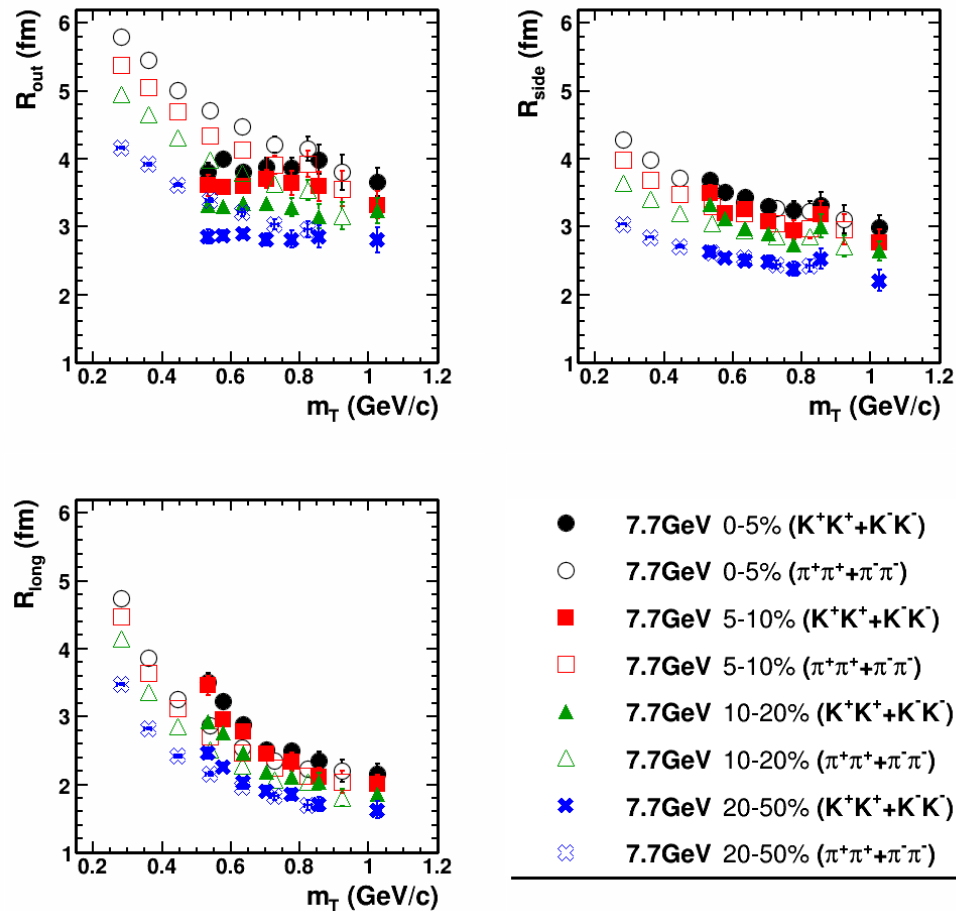 R_out (fm)
6
5
4
3
2
1
0.2 0.4 0.6 0.8 1 1.2
m_T (GeV/c)
R_side (fm)
6
5
4
3
2
1
0.2 0.4 0.6 0.8 1 1.2
m_T (GeV/c)
R_long (fm)
6
5
4
3
2
1
0.2 0.4 0.6 0.8 1 1.2
m_T (GeV/c)
7.7GeV 0-5% (K⁺K⁺+K⁻K⁻)
7.7GeV 0-5% (π⁺π⁺+π⁻π⁻)
7.7GeV 5-10% (K⁺K⁺+K⁻K⁻)
7.7GeV 5-10% (π⁺π⁺+π⁻π⁻)
7.7GeV 10-20% (K⁺K⁺+K⁻K⁻)
7.7GeV 10-20% (π⁺π⁺+π⁻π⁻)
7.7GeV 20-50% (K⁺K⁺+K⁻K⁻)
7.7GeV 20-50% (π⁺π⁺+π⁻π⁻)